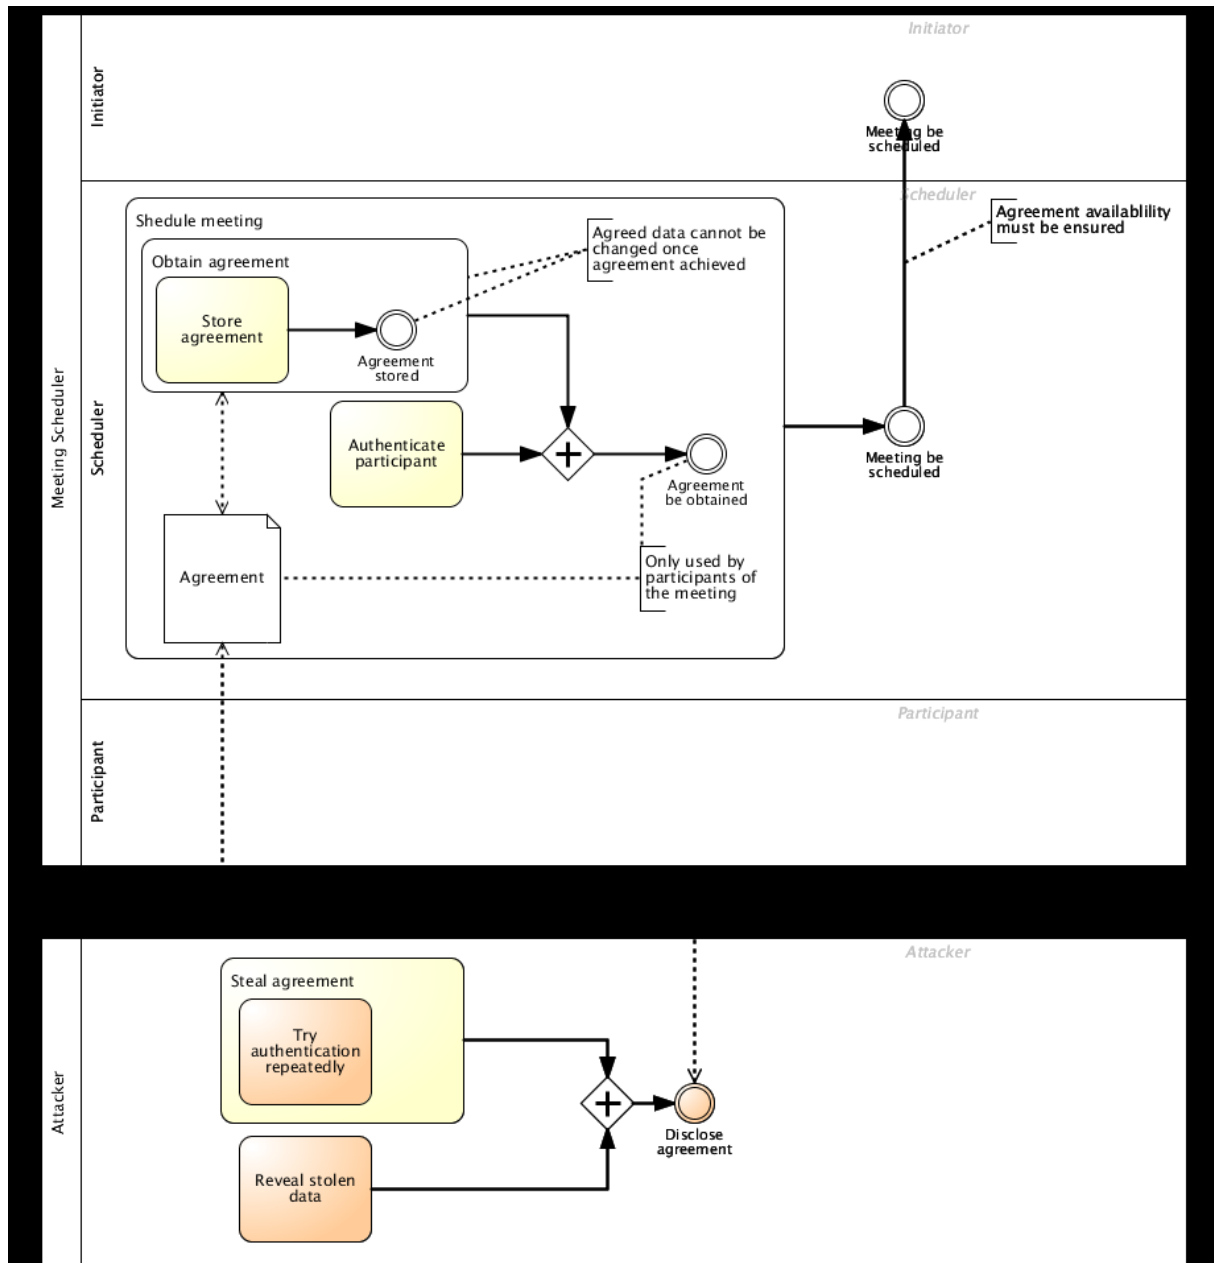 Initiator
Initiator
Meeting be
scheduled
Meeting Scheduler
Scheduler
Scheduler
Shedule meeting
Obtain agreement
Store
agreement
Agreement
stored
Agreed data cannot be
changed once
agreement achieved
Agreement availablility
must be ensured
Authenticate
participant
Agreement
be obtained
Meeting be
scheduled
Agreement
Only used by
participants of
the meeting
Participant
Participant
Attacker
Attacker
Steal agreement
Try
authentication
repeatedly
Disclose
agreement
Reveal stolen
data